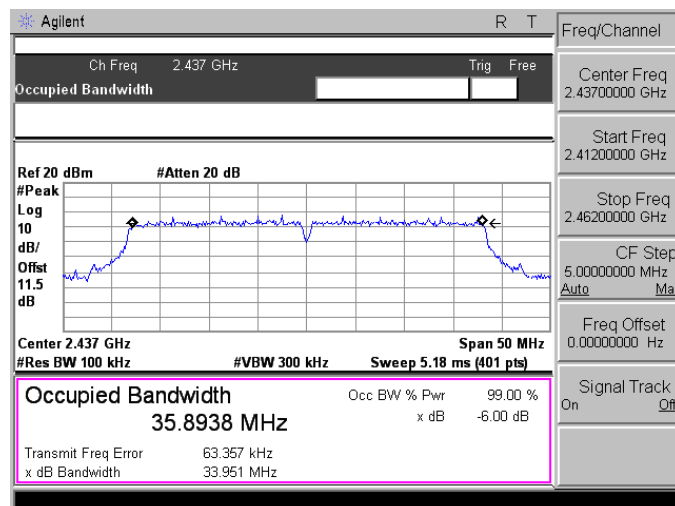 Agilent R T
Ch Freq 2.437 GHz Trig Free
Occupied Bandwidth
Ref 20 dBm #Atten 20 dB
#Peak
Log
10
dB/
Offst
11.5
dB
Center 2.437 GHz Span 50 MHz
#Res BW 100 kHz #VBW 300 kHz Sweep 5.18 ms (401 pts)
Occupied Bandwidth Occ BW % Pwr 99.00 %
35.8938 MHz x dB -6.00 dB
Transmit Freq Error 63.357 kHz
x dB Bandwidth 33.951 MHz
Freq/Channel
Center Freq
2.43700000 GHz
Start Freq
2.41200000 GHz
Stop Freq
2.46200000 GHz
CF Step
5.00000000 MHz
Auto Ma
Freq Offset
0.00000000 Hz
Signal Track
On Off